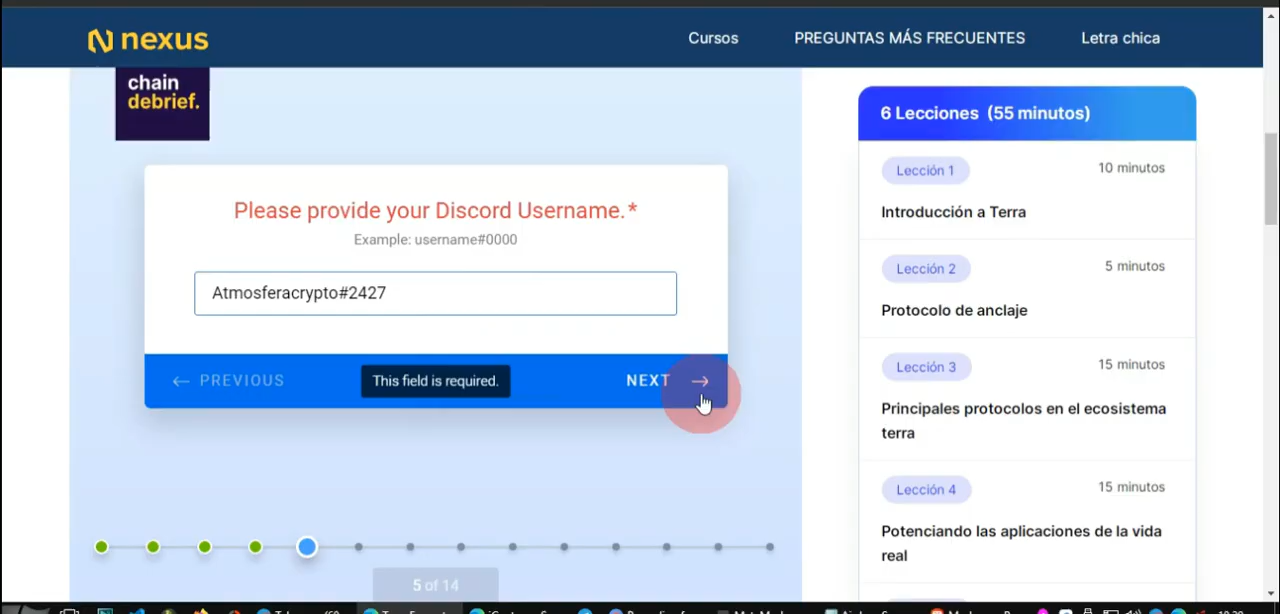 nexus
Cursos
PREGUNTAS MÁS FRECUENTES
Letra chica
chain
debrief.
Please provide your Discord Username.*
Example: username#0000
Atmosferacrypto#2427
PREVIOUS
This field is required.
NEXT
5 of 14
6 Lecciones (55 minutos)
Lección 1
10 minutos
Introducción a Terra
Lección 2
5 minutos
Protocolo de anclaje
Lección 3
15 minutos
Principales protocolos en el ecosistema
terra
Lección 4
15 minutos
Potenciando las aplicaciones de la vida
real